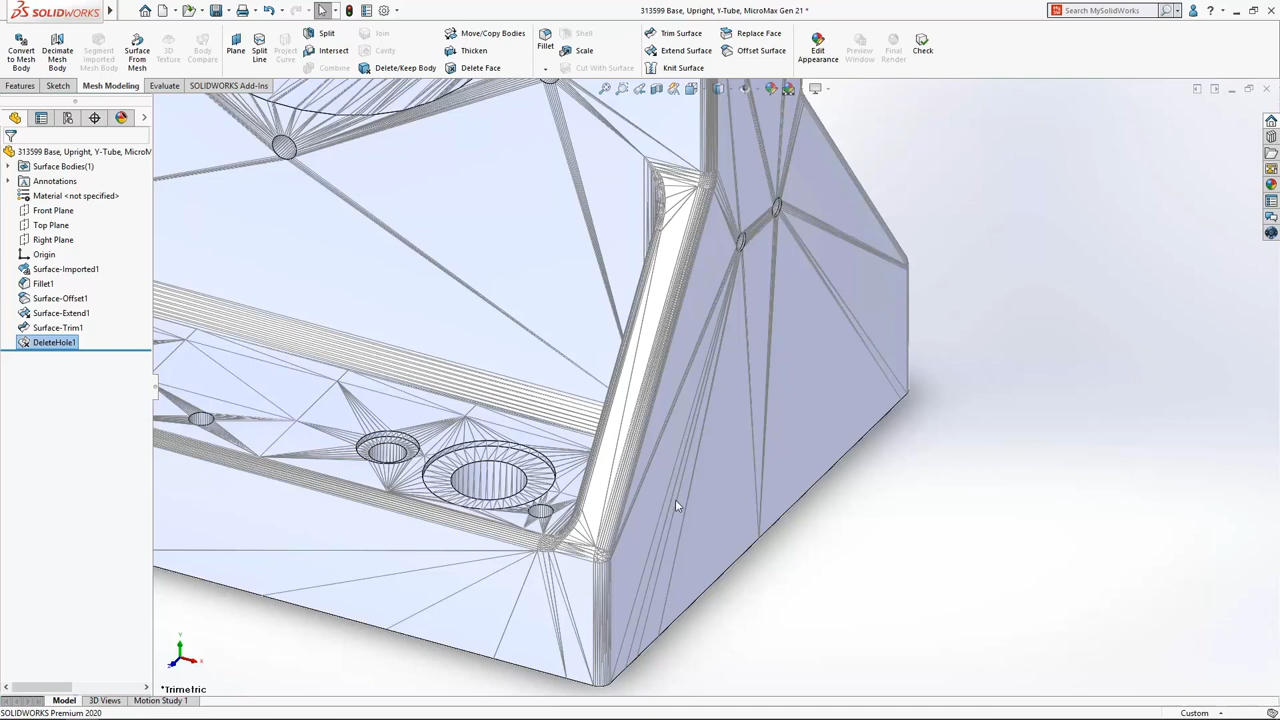 SOLIDWORKS
313599 Base, Upright, Y-Tube, MicroMax Gen 21 *
Search MySolidWorks
Convert to Mesh Body
Decimate Mesh Body
Segment Imported Mesh Body
Surface From Mesh
3D Texture
Body Compare
Plane
Split Line
Project Curve
Split
Intersect
Combine
Join
Cavity
Delete/Keep Body
Move/Copy Bodies
Thicken
Delete Face
Fillet
Shell
Scale
Cut With Surface
Trim Surface
Extend Surface
Knit Surface
Replace Face
Offset Surface
Edit Appearance
Preview Window
Final Render
Check
Features
Sketch
Mesh Modeling
Evaluate
SOLIDWORKS Add-Ins
313599 Base, Upright, Y-Tube, MicroM
Surface Bodies(1)
Annotations
Material <not specified>
Front Plane
Top Plane
Right Plane
Origin
Surface-Imported1
Fillet1
Surface-Offset1
Surface-Extend1
Surface-Trim1
DeleteHole1
Y
X
Z
*Trimetric
Model
3D Views
Motion Study 1
SOLIDWORKS Premium 2020
Custom